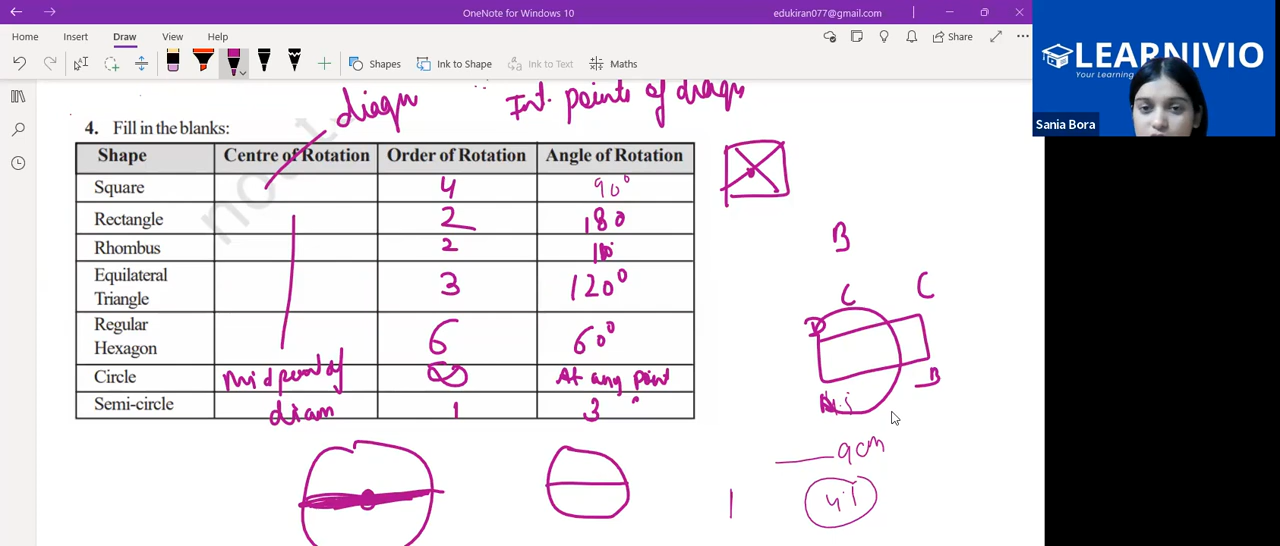 OneNote for Windows 10
edukiran077@gmail.com
Home Insert Draw View Help
Share
Shapes Ink to Shape Ink to Text Maths
LEARNIVIO
Your Learning
Sania Bora
diagn
Int. points of diagn
4. Fill in the blanks:
Shape Centre of Rotation Order of Rotation Angle of Rotation
Square 4 90°
Rectangle 2 180
Rhombus 2
Equilateral Triangle 3 120°
Regular Hexagon 6 60°
Circle Mid point of ∞ At any point
Semi-circle diam 1 3
B
C C
D
B
9cm
1